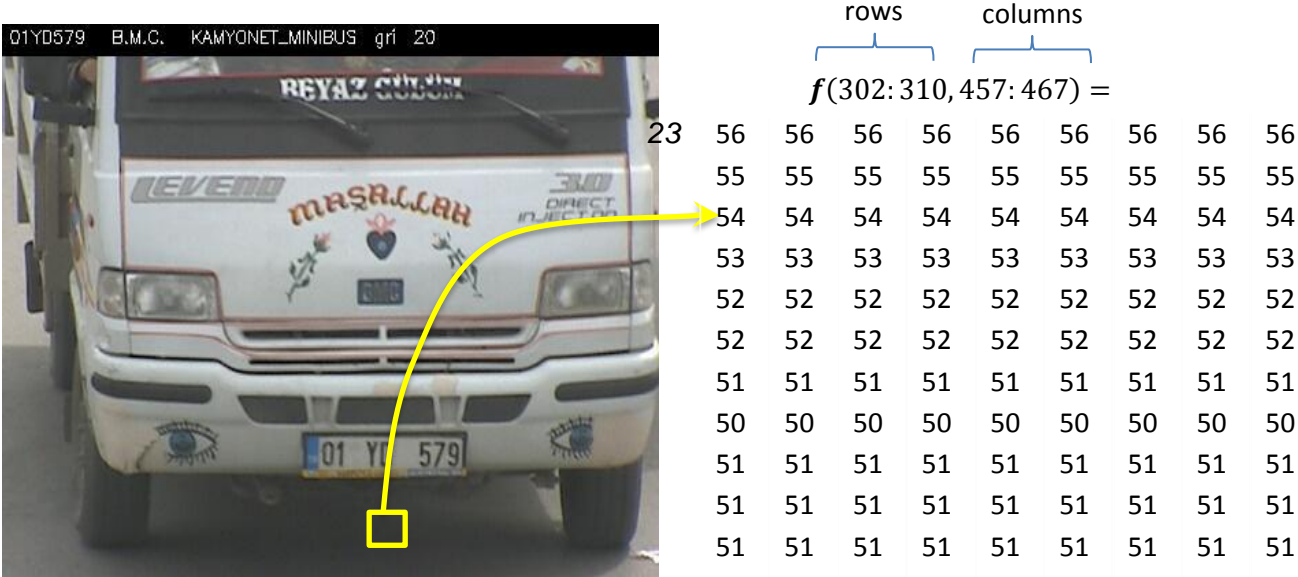 rows columns
01YD579 B.M.C. KAMYONET_MINIBUS gri 20
BEYAZ GÜLÜM
f(302: 310, 457: 467) =
23 56 56 56 56 56 56 56 56 56
55 55 55 55 55 55 55 55 55
54 54 54 54 54 54 54 54 54
53 53 53 53 53 53 53 53 53
52 52 52 52 52 52 52 52 52
52 52 52 52 52 52 52 52 52
51 51 51 51 51 51 51 51 51
50 50 50 50 50 50 50 50 50
51 51 51 51 51 51 51 51 51
51 51 51 51 51 51 51 51 51
51 51 51 51 51 51 51 51 51
LEVEND
MAŞALLAH
3.0
DIRECT
INJECTION
BMC
01 YD 579